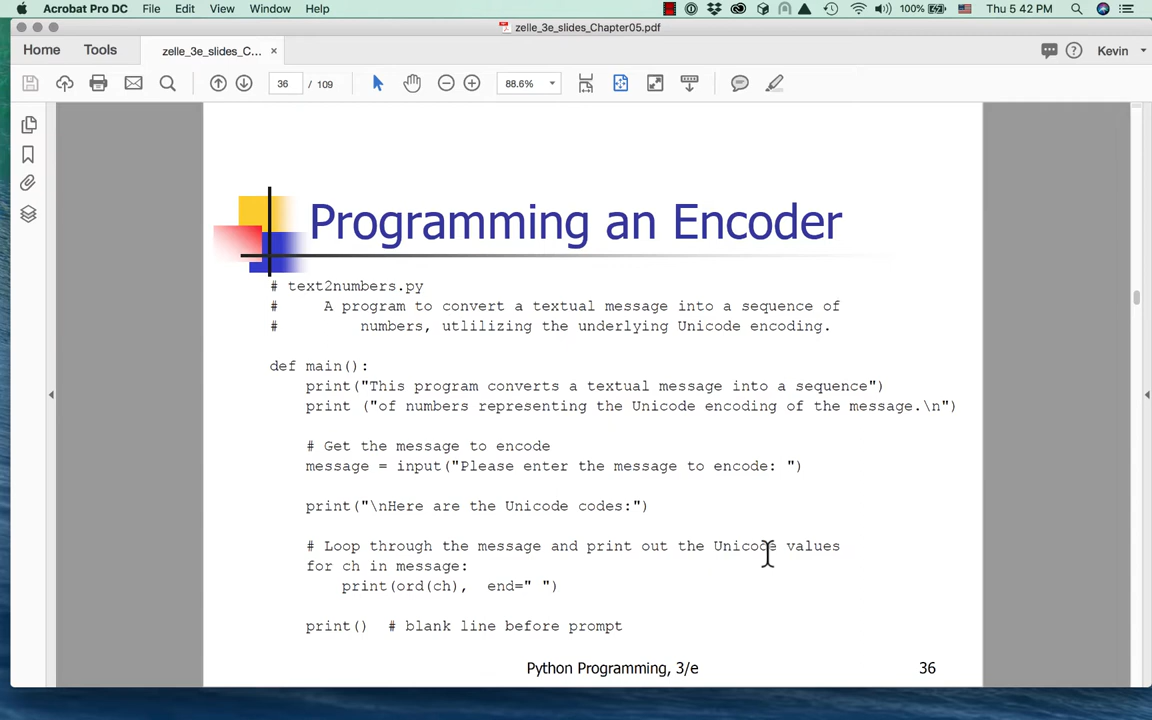 Acrobat Pro DC File Edit View Window Help 100% Thu 5:42 PM
zelle_3e_slides_Chapter05.pdf
Home Tools zelle_3e_slides_C... × Kevin
36 / 109 88.6%
Programming an Encoder
# text2numbers.py
#     A program to convert a textual message into a sequence of
#         numbers, utlilizing the underlying Unicode encoding.
def main():
    print("This program converts a textual message into a sequence")
    print ("of numbers representing the Unicode encoding of the message.\n")
    # Get the message to encode
    message = input("Please enter the message to encode: ")
    print("\nHere are the Unicode codes:")
    # Loop through the message and print out the Unicode values
    for ch in message:
        print(ord(ch),  end=" ")
    print()  # blank line before prompt
Python Programming, 3/e 36